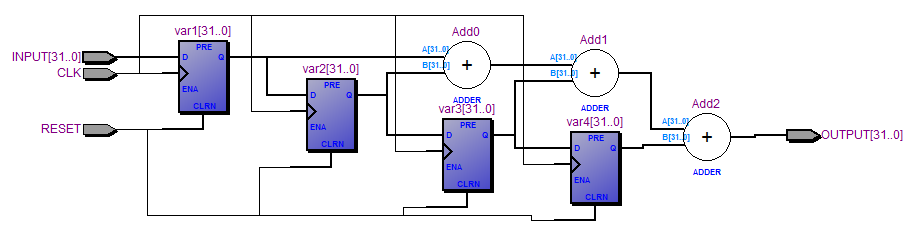 var1[31..0]
PRE
INPUT[31..0]
D
Q
CLK
ENA
CLRN
RESET
var2[31..0]
PRE
D
Q
ENA
CLRN
Add0
A[31..0]
B[31..0]
+
ADDER
var3[31..0]
PRE
D
Q
ENA
CLRN
Add1
A[31..0]
B[31..0]
+
ADDER
var4[31..0]
PRE
D
Q
ENA
CLRN
Add2
A[31..0]
B[31..0]
+
ADDER
OUTPUT[31..0]